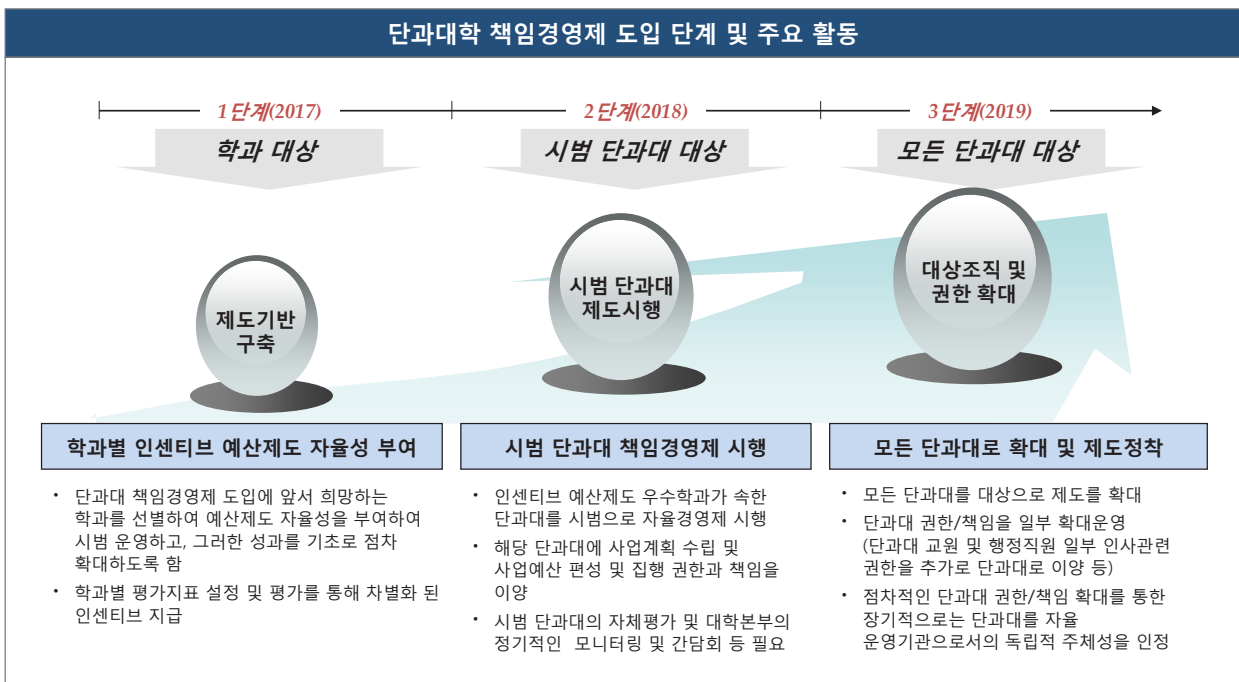 단과대학 책임경영제 도입 단계 및 주요 활동
1단계(2017)
학과 대상
제도기반
구축
학과별 인센티브 예산제도 자율성 부여
• 단과대 책임경영제 도입에 앞서 희망하는
학과를 선별하여 예산제도 자율성을 부여하여
시범 운영하고, 그러한 성과를 기초로 점차
확대하도록 함
• 학과별 평가지표 설정 및 평가를 통해 차별화 된
인센티브 지급
2단계(2018)
시범 단과대 대상
시범 단과대
제도시행
시범 단과대 책임경영제 시행
• 인센티브 예산제도 우수학과가 속한
단과대를 시범으로 자율경영제 시행
• 해당 단과대에 사업계획 수립 및
사업예산 편성 및 집행 권한과 책임을
이양
• 시범 단과대의 자체평가 및 대학본부의
정기적인 모니터링 및 간담회 등 필요
3단계(2019)
모든 단과대 대상
대상조직 및
권한 확대
모든 단과대로 확대 및 제도정착
• 모든 단과대를 대상으로 제도를 확대
• 단과대 권한/책임을 일부 확대운영
(단과대 교원 및 행정직원 일부 인사관련
권한을 추가로 단과대로 이양 등)
• 점차적인 단과대 권한/책임 확대를 통한
장기적으로는 단과대를 자율
운영기관으로서의 독립적 주체성을 인정